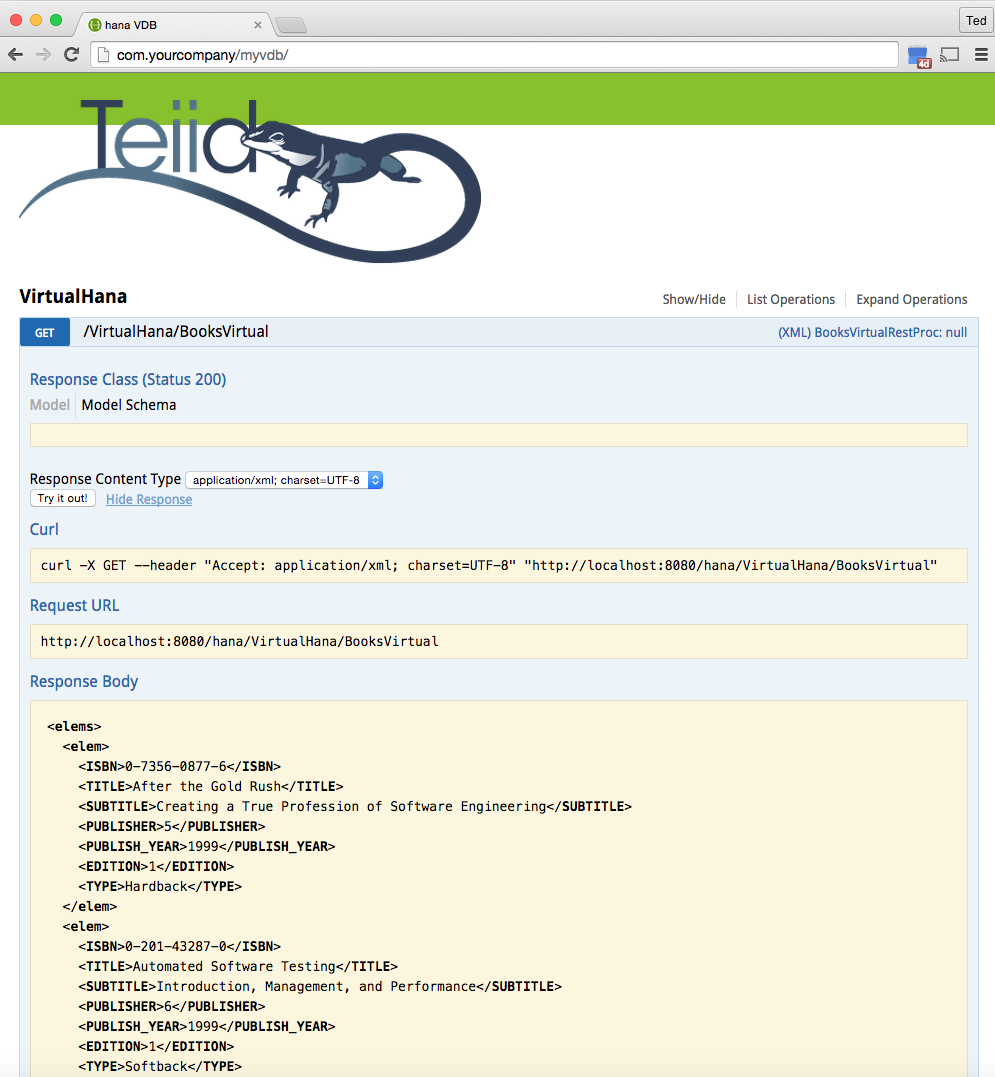 hana VDB
Ted
com.yourcompany/myvdb/
4d
Teiid
VirtualHana
Show/Hide
List Operations
Expand Operations
GET /VirtualHana/BooksVirtual (XML) BooksVirtualRestProc: null
Response Class (Status 200)
Model Model Schema
Response Content Type application/xml; charset=UTF-8
Try it out! Hide Response
Curl
curl -X GET --header "Accept: application/xml; charset=UTF-8" "http://localhost:8080/hana/VirtualHana/BooksVirtual"
Request URL
http://localhost:8080/hana/VirtualHana/BooksVirtual
Response Body
<elems>
  <elem>
    <ISBN>0-7356-0877-6</ISBN>
    <TITLE>After the Gold Rush</TITLE>
    <SUBTITLE>Creating a True Profession of Software Engineering</SUBTITLE>
    <PUBLISHER>5</PUBLISHER>
    <PUBLISH_YEAR>1999</PUBLISH_YEAR>
    <EDITION>1</EDITION>
    <TYPE>Hardback</TYPE>
  </elem>
  <elem>
    <ISBN>0-201-43287-0</ISBN>
    <TITLE>Automated Software Testing</TITLE>
    <SUBTITLE>Introduction, Management, and Performance</SUBTITLE>
    <PUBLISHER>6</PUBLISHER>
    <PUBLISH_YEAR>1999</PUBLISH_YEAR>
    <EDITION>1</EDITION>
    <TYPE>Softback</TYPE>